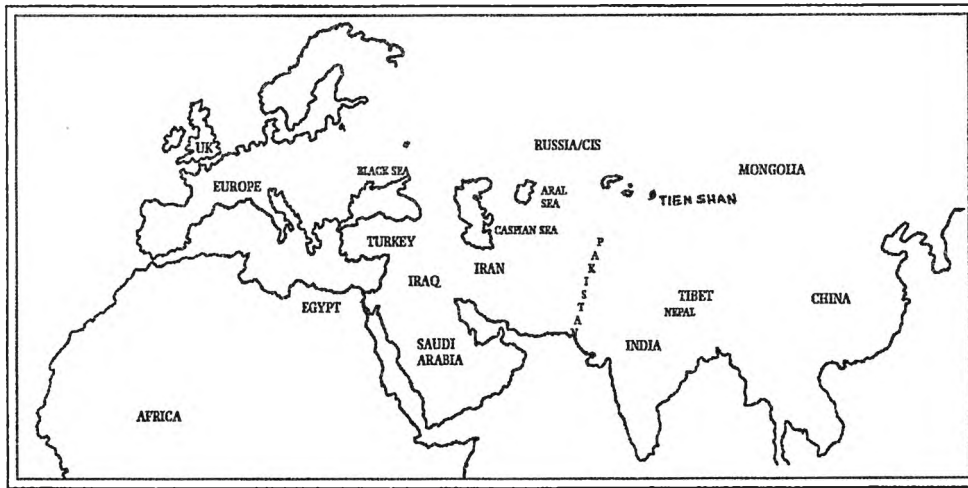 RUSSIA/CIS
UK
MONGOLIA
BLACK SEA
EUROPE
ARAL
SEA
TIEN SHAN
CASPIAN SEA
TURKEY
PAKISTAN
IRAN
IRAQ
TIBET
CHINA
EGYPT
NEPAL
SAUDI
ARABIA
INDIA
AFRICA